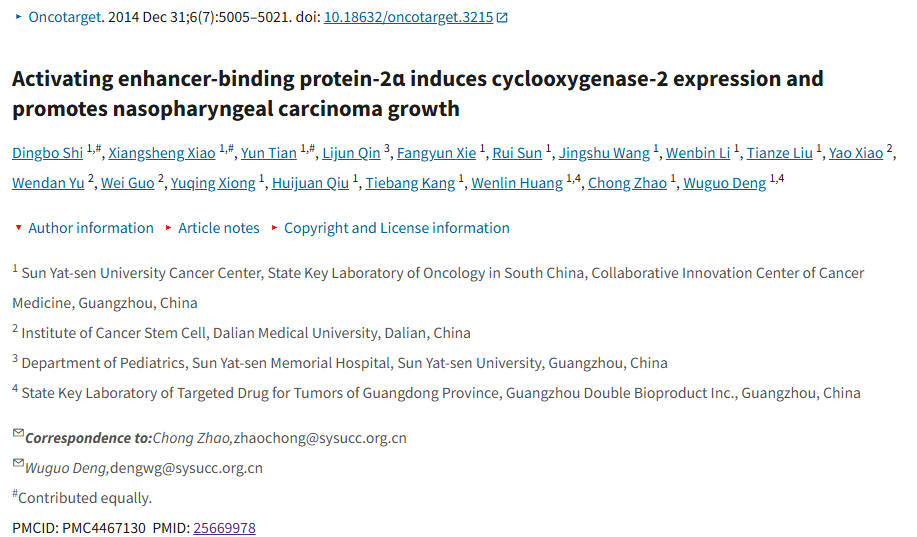 Oncotarget. 2014 Dec 31;6(7):5005–5021. doi: 10.18632/oncotarget.3215
Activating enhancer-binding protein-2α induces cyclooxygenase-2 expression and
promotes nasopharyngeal carcinoma growth
Dingbo Shi 1,#, Xiangsheng Xiao 1,#, Yun Tian 1,#, Lijun Qin 3, Fangyun Xie 1, Rui Sun 1, Jingshu Wang 1, Wenbin Li 1, Tianze Liu 1, Yao Xiao 2,
Wendan Yu 2, Wei Guo 2, Yuqing Xiong 1, Huijuan Qiu 1, Tiebang Kang 1, Wenlin Huang 1,4, Chong Zhao 1, Wuguo Deng 1,4
Author information Article notes Copyright and License information
1 Sun Yat-sen University Cancer Center, State Key Laboratory of Oncology in South China, Collaborative Innovation Center of Cancer
Medicine, Guangzhou, China
2 Institute of Cancer Stem Cell, Dalian Medical University, Dalian, China
3 Department of Pediatrics, Sun Yat-sen Memorial Hospital, Sun Yat-sen University, Guangzhou, China
4 State Key Laboratory of Targeted Drug for Tumors of Guangdong Province, Guangzhou Double Bioproduct Inc., Guangzhou, China
Correspondence to:Chong Zhao,zhaochong@sysucc.org.cn
Wuguo Deng,dengwg@sysucc.org.cn
#Contributed equally.
PMCID: PMC4467130 PMID: 25669978